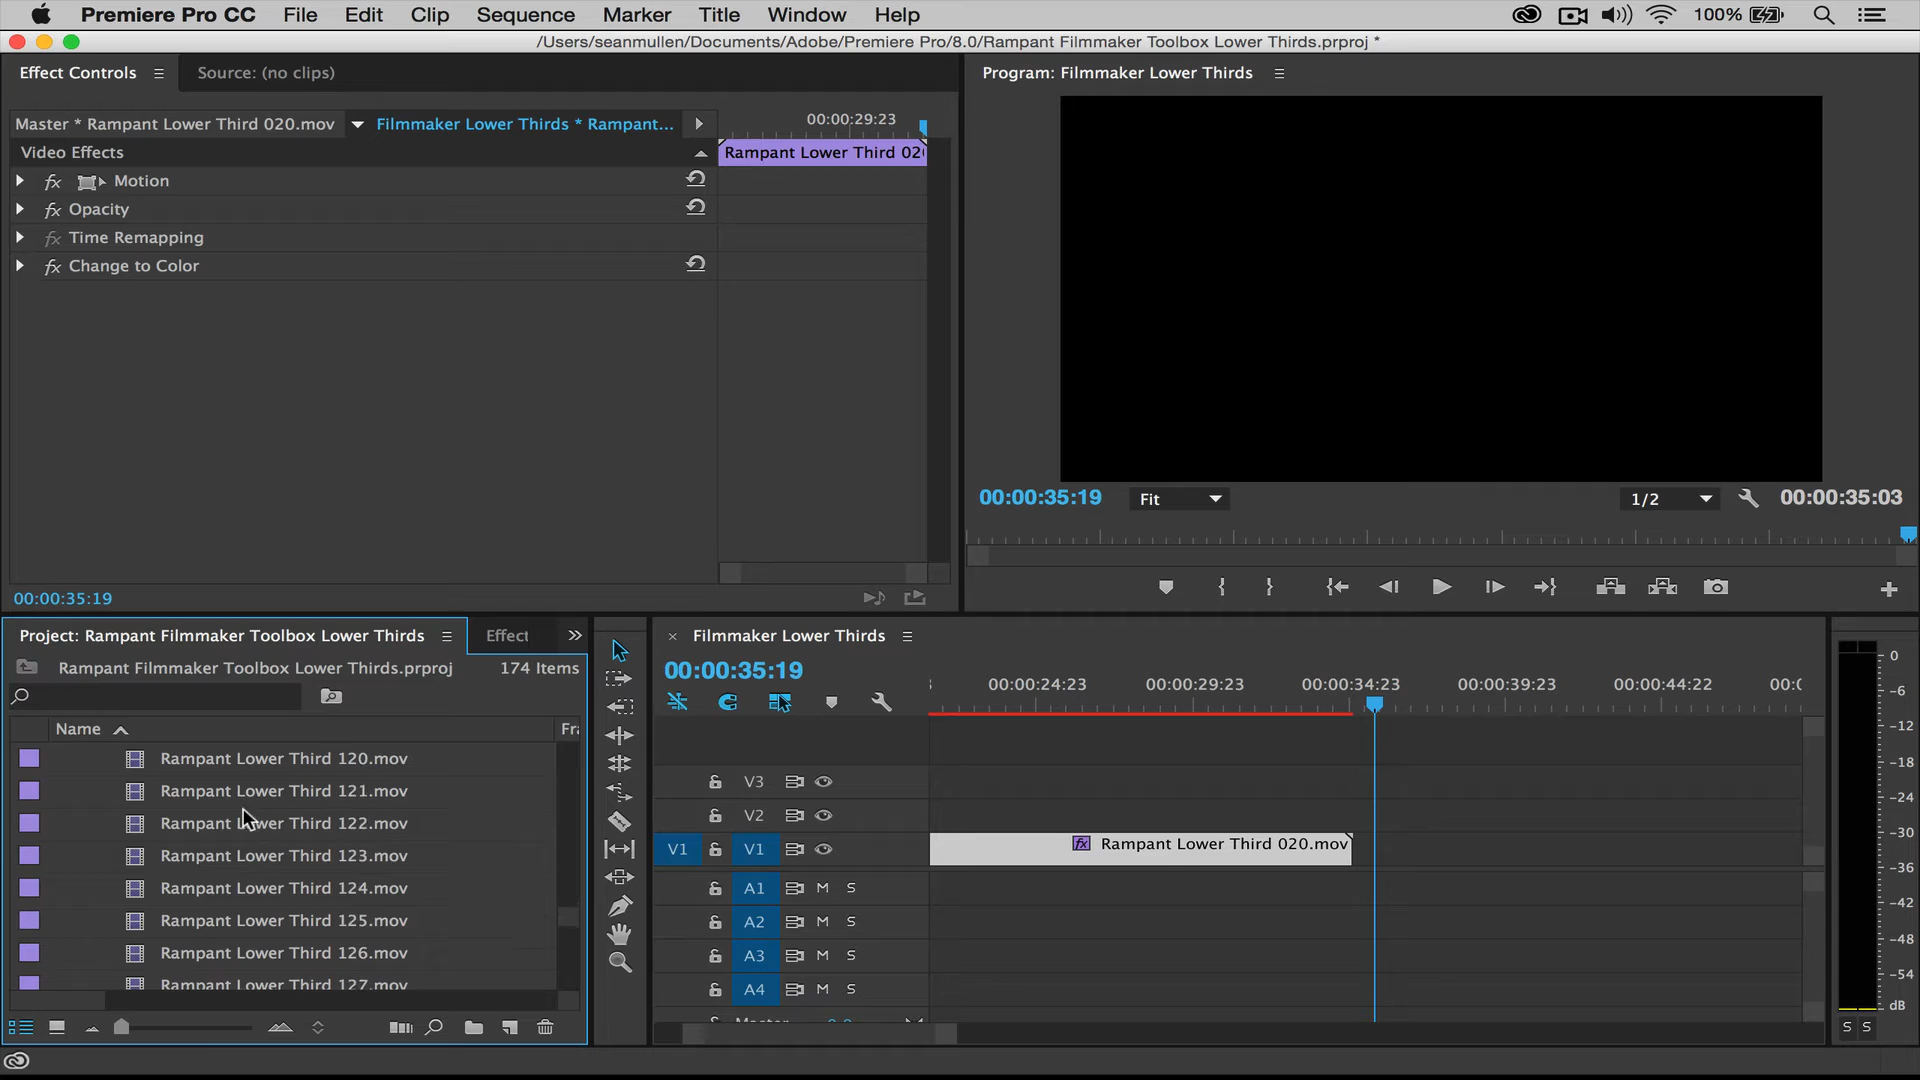 Premiere Pro CC File Edit Clip Sequence Marker Title Window Help 100%
/Users/seanmullen/Documents/Adobe/Premiere Pro/8.0/Rampant Filmmaker Toolbox Lower Thirds.prproj *
Effect Controls Source: (no clips)
Program: Filmmaker Lower Thirds
Master * Rampant Lower Third 020.mov Filmmaker Lower Thirds * Rampant...
00:00:29:23
Video Effects
Rampant Lower Third 02
fx Motion
fx Opacity
fx Time Remapping
fx Change to Color
00:00:35:19 Fit 1/2 00:00:35:03
00:00:35:19
Project: Rampant Filmmaker Toolbox Lower Thirds Effect
Rampant Filmmaker Toolbox Lower Thirds.prproj 174 Items
Name Fra
Rampant Lower Third 120.mov
Rampant Lower Third 121.mov
Rampant Lower Third 122.mov
Rampant Lower Third 123.mov
Rampant Lower Third 124.mov
Rampant Lower Third 125.mov
Rampant Lower Third 126.mov
Rampant Lower Third 127.mov
Filmmaker Lower Thirds
00:00:35:19
3 00:00:24:23 00:00:29:23 00:00:34:23 00:00:39:23 00:00:44:22 00:0
V3
V2
V1 V1 fx Rampant Lower Third 020.mov
A1 M S
A2 M S
A3 M S
A4 M S
Master 0.0
0
-6
-12
-18
-24
-30
-36
-42
-48
-54
dB
S S